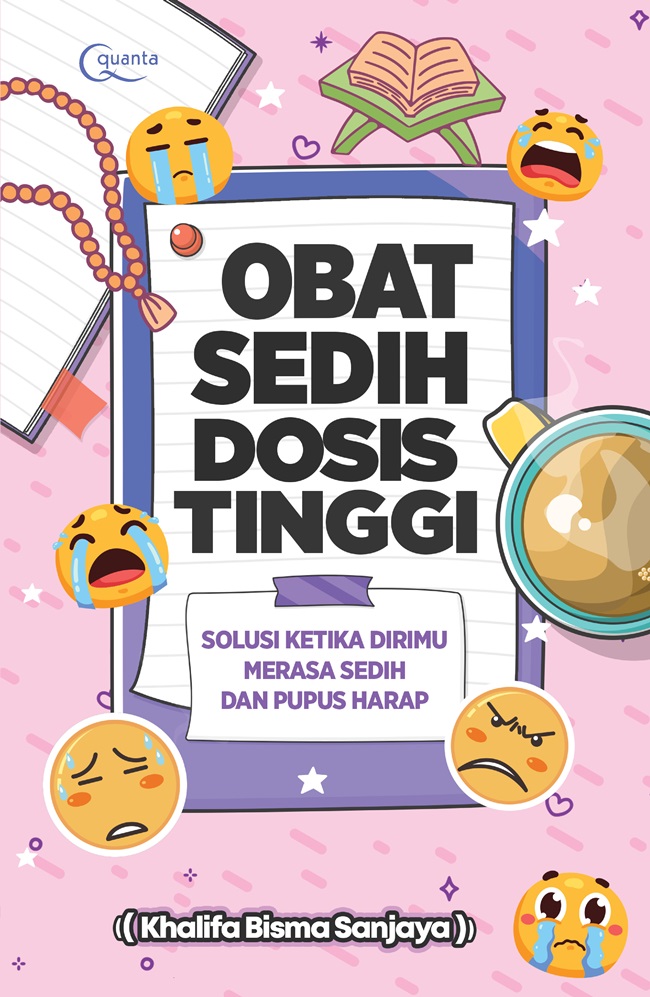 quanta
OBAT
SEDIH
DOSIS
TINGGI
SOLUSI KETIKA DIRIMU
MERASA SEDIH
DAN PUPUS HARAP
Khalifa Bisma Sanjaya